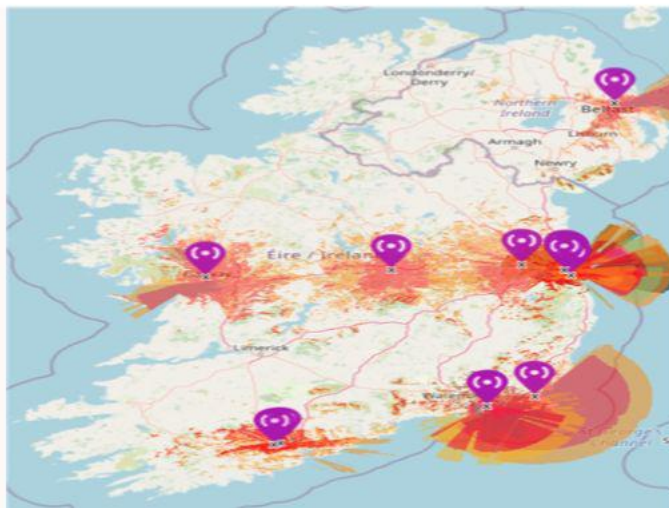 Londonderry/
Derry
Northern
Ireland
Belfast
Lisburn
Armagh
Newry
Éire / Ireland
Limerick